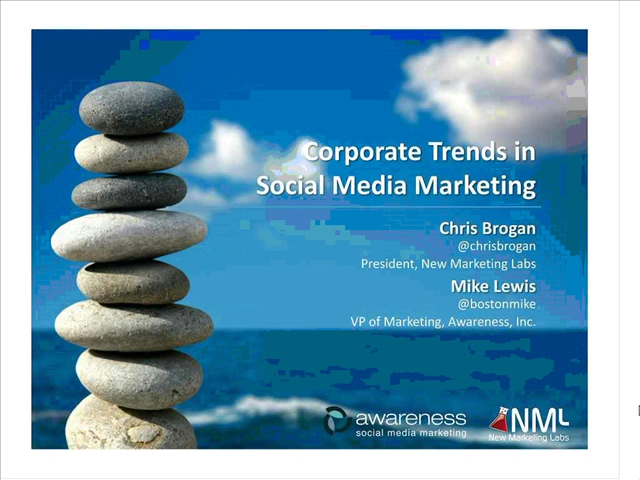 Corporate Trends in
Social Media Marketing
Chris Brogan
@chrisbrogan
President, New Marketing Labs
Mike Lewis
@bostonmike
VP of Marketing, Awareness, Inc.
awareness
social media marketing
NML
New Marketing Labs